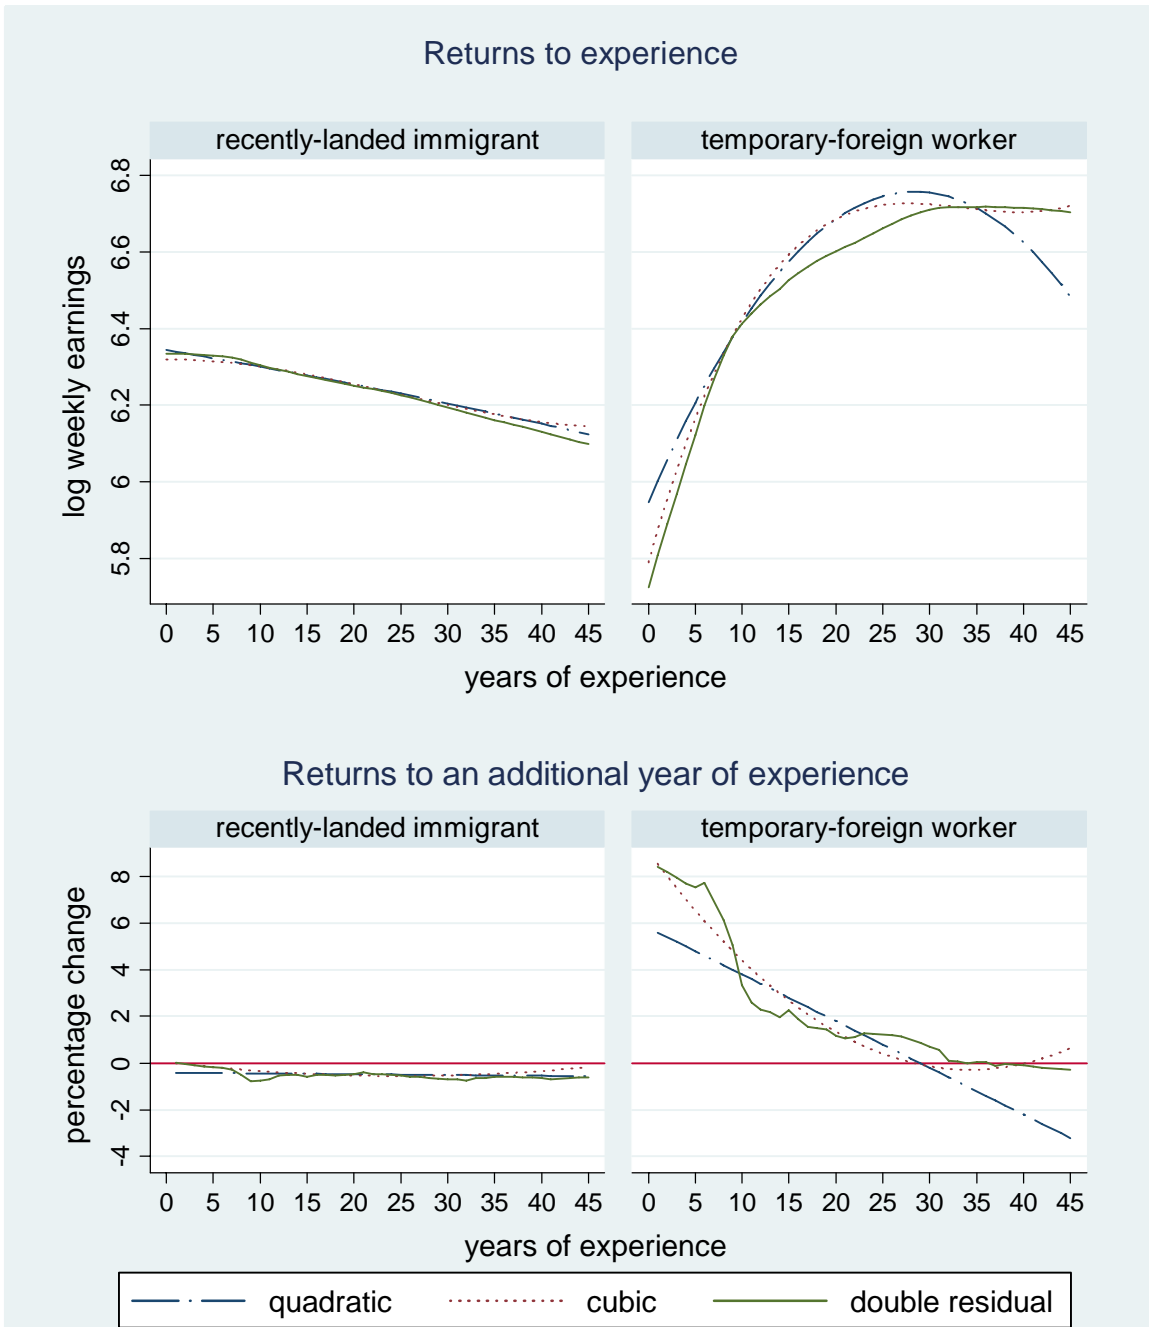 Returns to experience
recently-landed immigrant temporary-foreign worker
log weekly earnings
6.8
6.6
6.4
6.2
6
5.8
0 5 10 15 20 25 30 35 40 45 0 5 10 15 20 25 30 35 40 45
years of experience
Returns to an additional year of experience
recently-landed immigrant temporary-foreign worker
percentage change
8
6
4
2
0
-2
-4
0 5 10 15 20 25 30 35 40 45 0 5 10 15 20 25 30 35 40 45
years of experience
quadratic cubic double residual